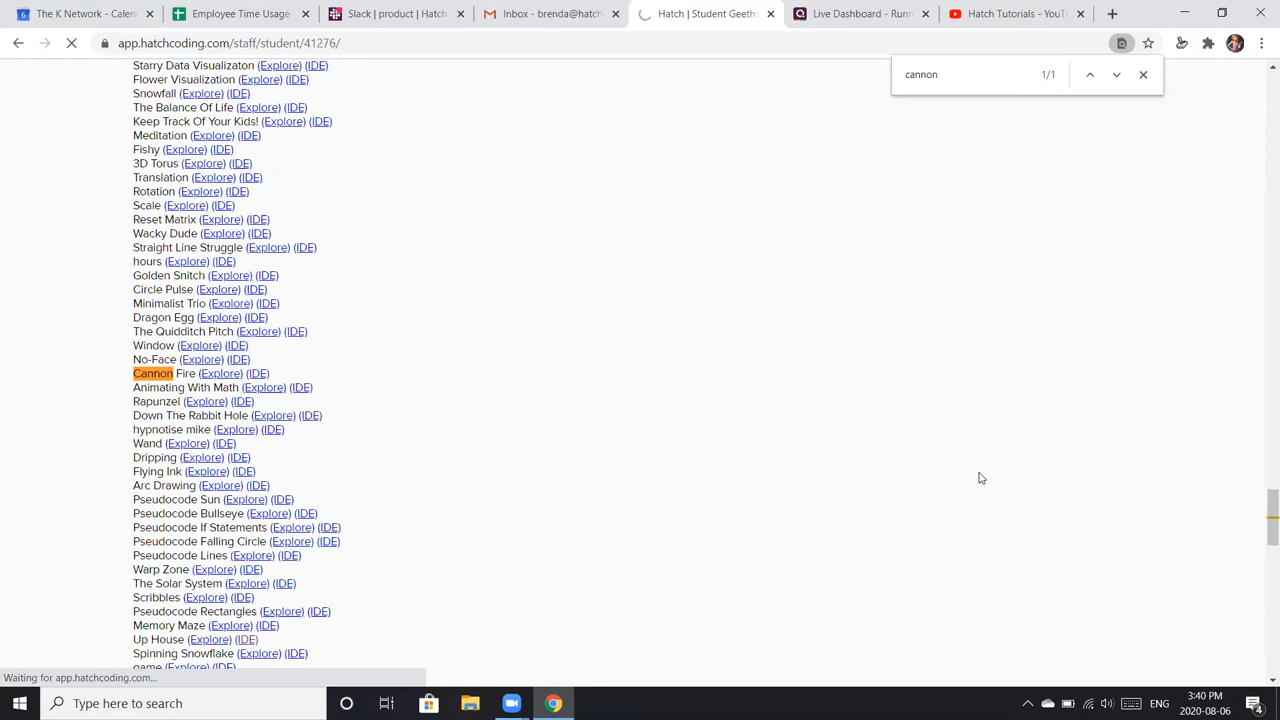 The K Network - Calen
Employee Time Usage
Slack | product | Hatch
Inbox - brenda@hatch
Hatch | Student Geeth
Live Dashboard - Runn
Hatch Tutorials - YouT
app.hatchcoding.com/staff/student/41276/
cannon 1/1
Starry Data Visualizaton (Explore) (IDE)
Flower Visualization (Explore) (IDE)
Snowfall (Explore) (IDE)
The Balance Of Life (Explore) (IDE)
Keep Track Of Your Kids! (Explore) (IDE)
Meditation (Explore) (IDE)
Fishy (Explore) (IDE)
3D Torus (Explore) (IDE)
Translation (Explore) (IDE)
Rotation (Explore) (IDE)
Scale (Explore) (IDE)
Reset Matrix (Explore) (IDE)
Wacky Dude (Explore) (IDE)
Straight Line Struggle (Explore) (IDE)
hours (Explore) (IDE)
Golden Snitch (Explore) (IDE)
Circle Pulse (Explore) (IDE)
Minimalist Trio (Explore) (IDE)
Dragon Egg (Explore) (IDE)
The Quidditch Pitch (Explore) (IDE)
Window (Explore) (IDE)
No-Face (Explore) (IDE)
Cannon Fire (Explore) (IDE)
Animating With Math (Explore) (IDE)
Rapunzel (Explore) (IDE)
Down The Rabbit Hole (Explore) (IDE)
hypnotise mike (Explore) (IDE)
Wand (Explore) (IDE)
Dripping (Explore) (IDE)
Flying Ink (Explore) (IDE)
Arc Drawing (Explore) (IDE)
Pseudocode Sun (Explore) (IDE)
Pseudocode Bullseye (Explore) (IDE)
Pseudocode If Statements (Explore) (IDE)
Pseudocode Falling Circle (Explore) (IDE)
Pseudocode Lines (Explore) (IDE)
Warp Zone (Explore) (IDE)
The Solar System (Explore) (IDE)
Scribbles (Explore) (IDE)
Pseudocode Rectangles (Explore) (IDE)
Memory Maze (Explore) (IDE)
Up House (Explore) (IDE)
Spinning Snowflake (Explore) (IDE)
game (Explore) (IDE)
Waiting for app.hatchcoding.com...
Type here to search
ENG
3:40 PM
2020-08-06
4